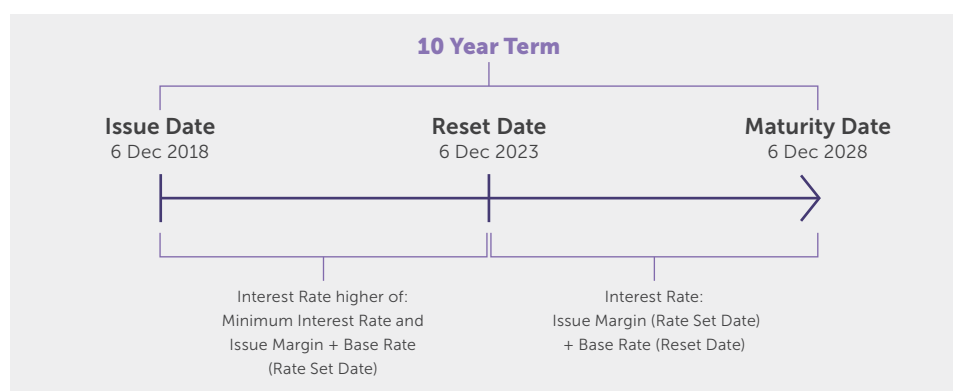 10 Year Term
Issue Date
6 Dec 2018
Reset Date
6 Dec 2023
Maturity Date
6 Dec 2028
Interest Rate higher of:
Minimum Interest Rate and
Issue Margin + Base Rate
(Rate Set Date)
Interest Rate:
Issue Margin (Rate Set Date)
+ Base Rate (Reset Date)